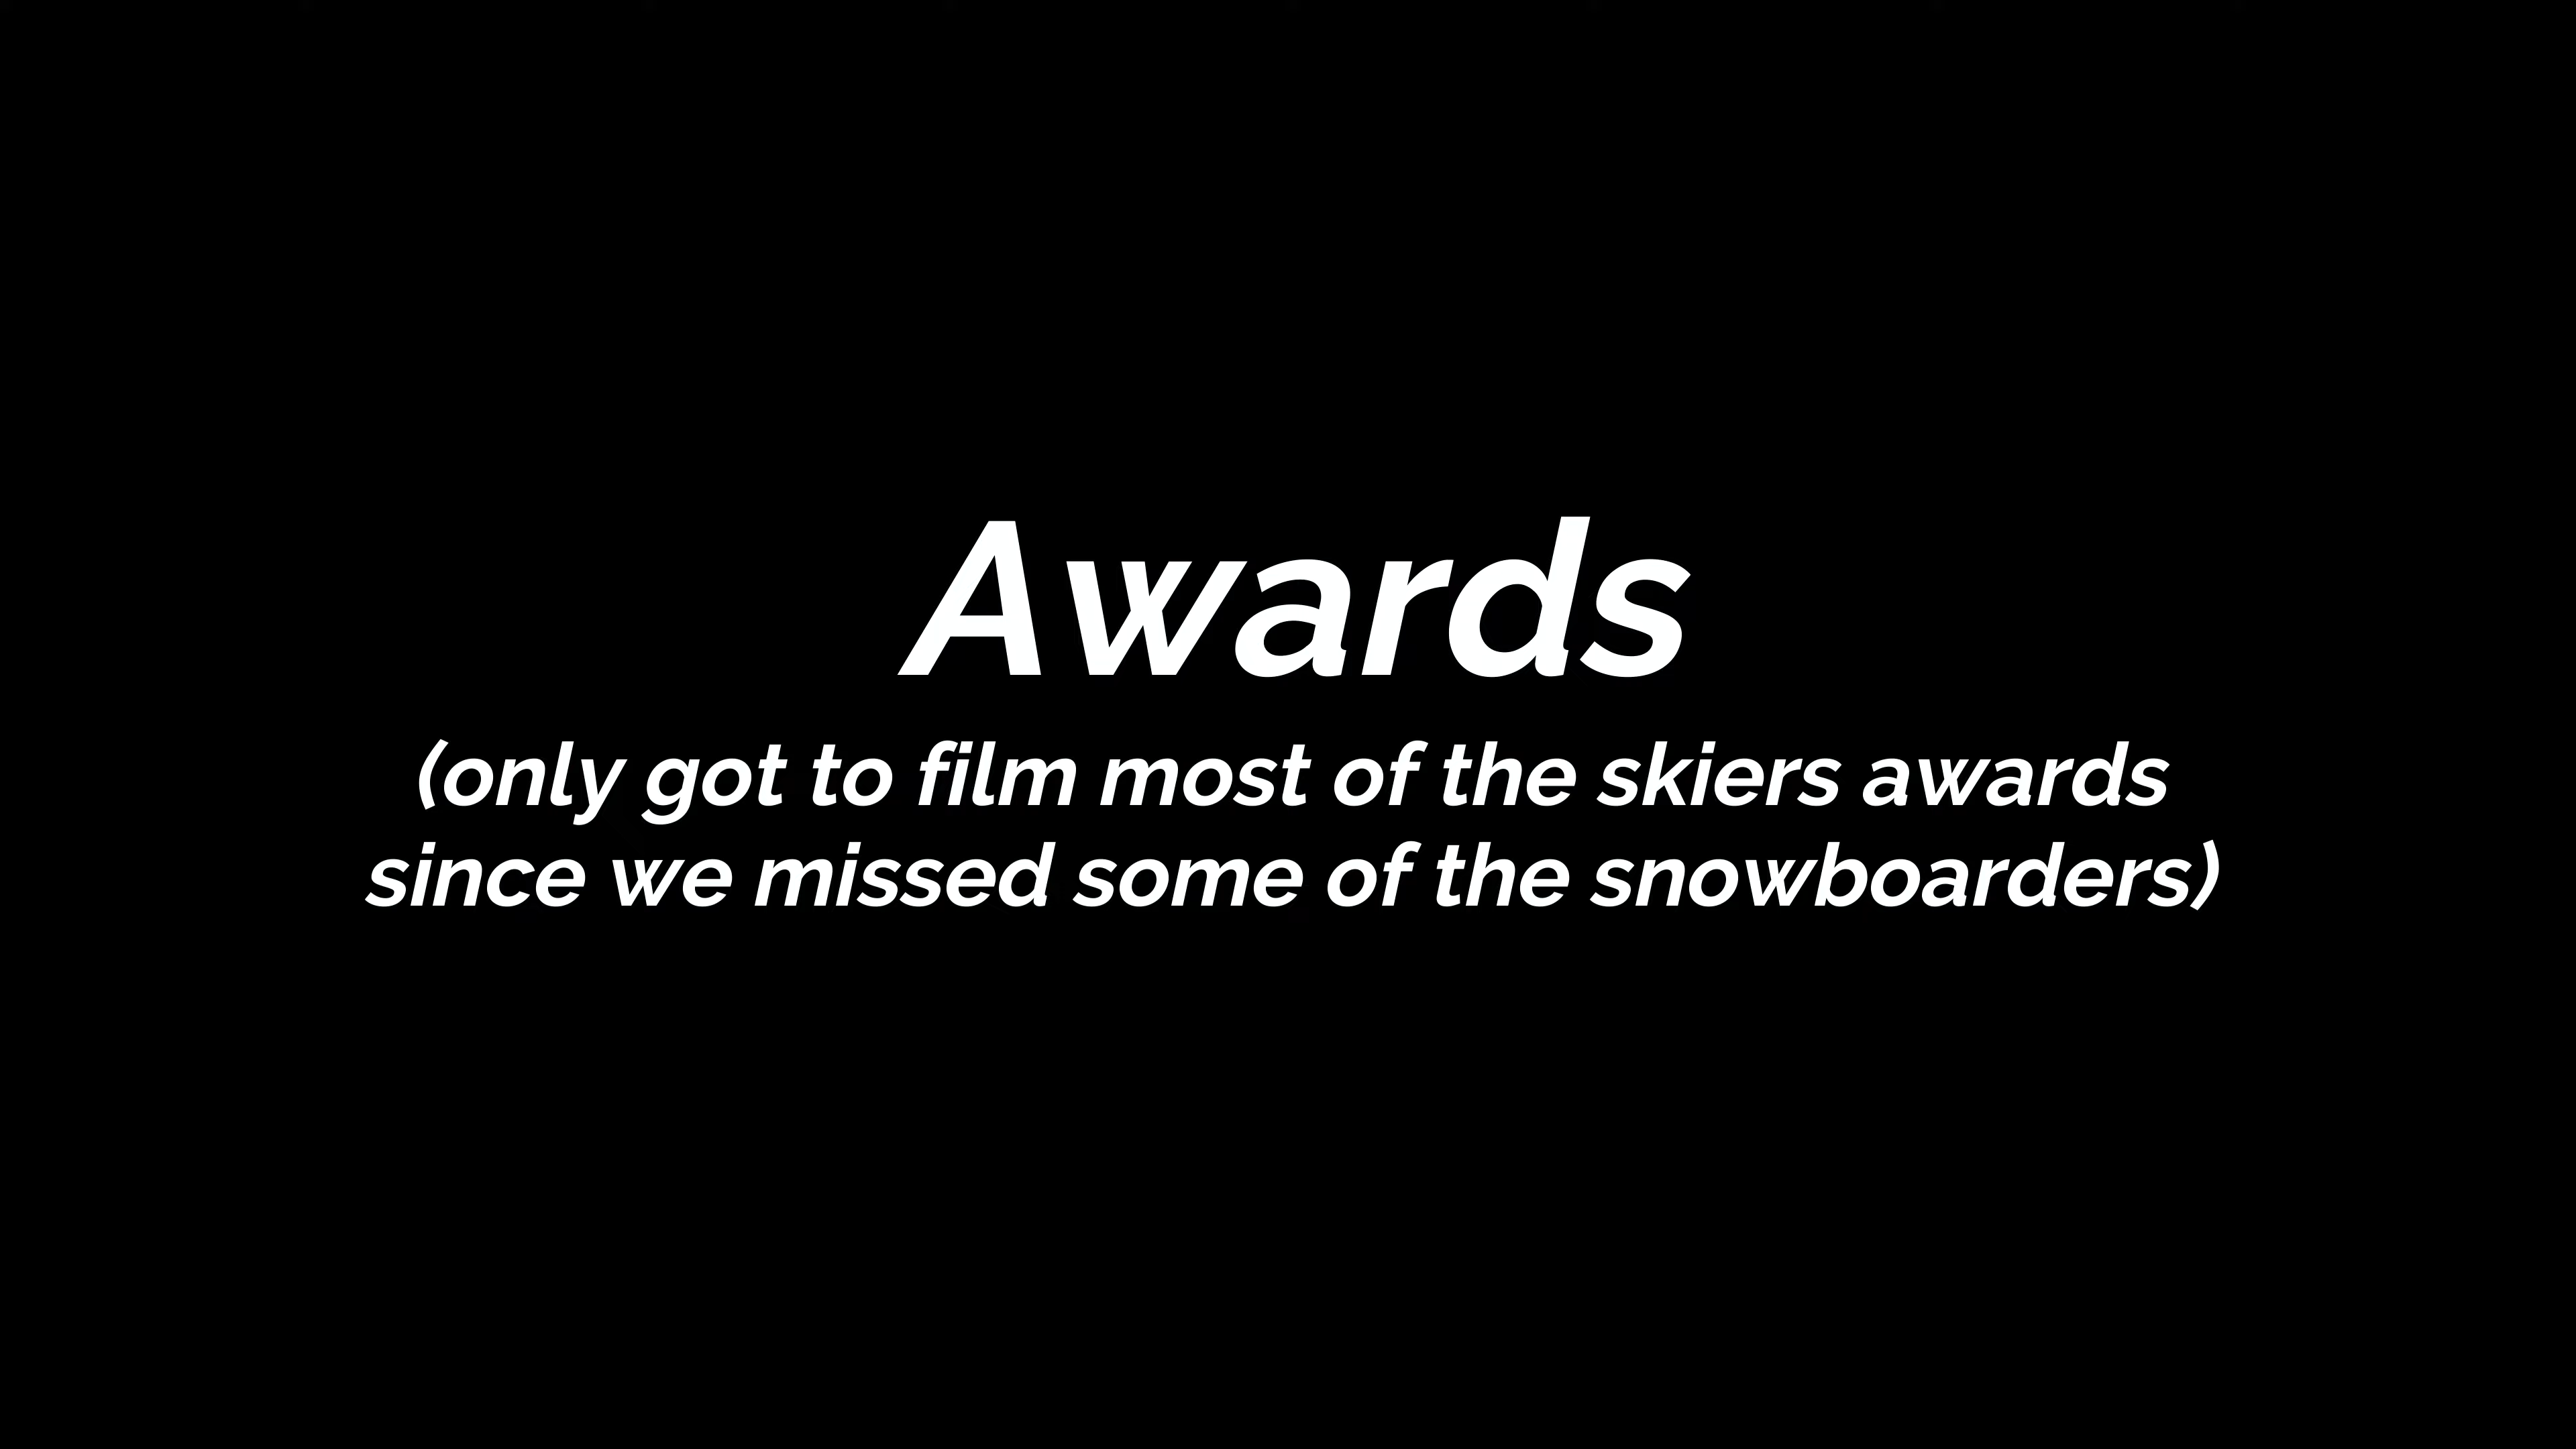 Awards
(only got to film most of the skiers awards
since we missed some of the snowboarders)